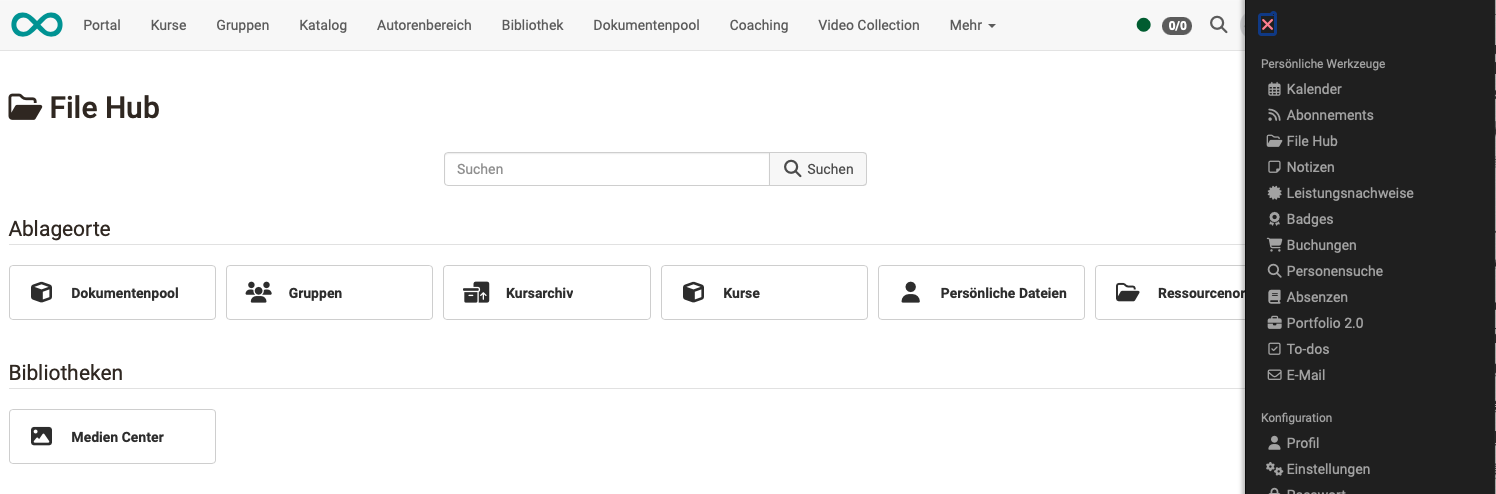 Portal Kurse Gruppen Katalog Autorenbereich Bibliothek Dokumentenpool Coaching Video Collection Mehr 0/0
File Hub
Suchen Suchen
Ablageorte
Dokumentenpool Gruppen Kursarchiv Kurse Persönliche Dateien Ressourcenor
Bibliotheken
Medien Center
Persönliche Werkzeuge
Kalender
Abonnements
File Hub
Notizen
Leistungsnachweise
Badges
Buchungen
Personensuche
Absenzen
Portfolio 2.0
To-dos
E-Mail
Konfiguration
Profil
Einstellungen